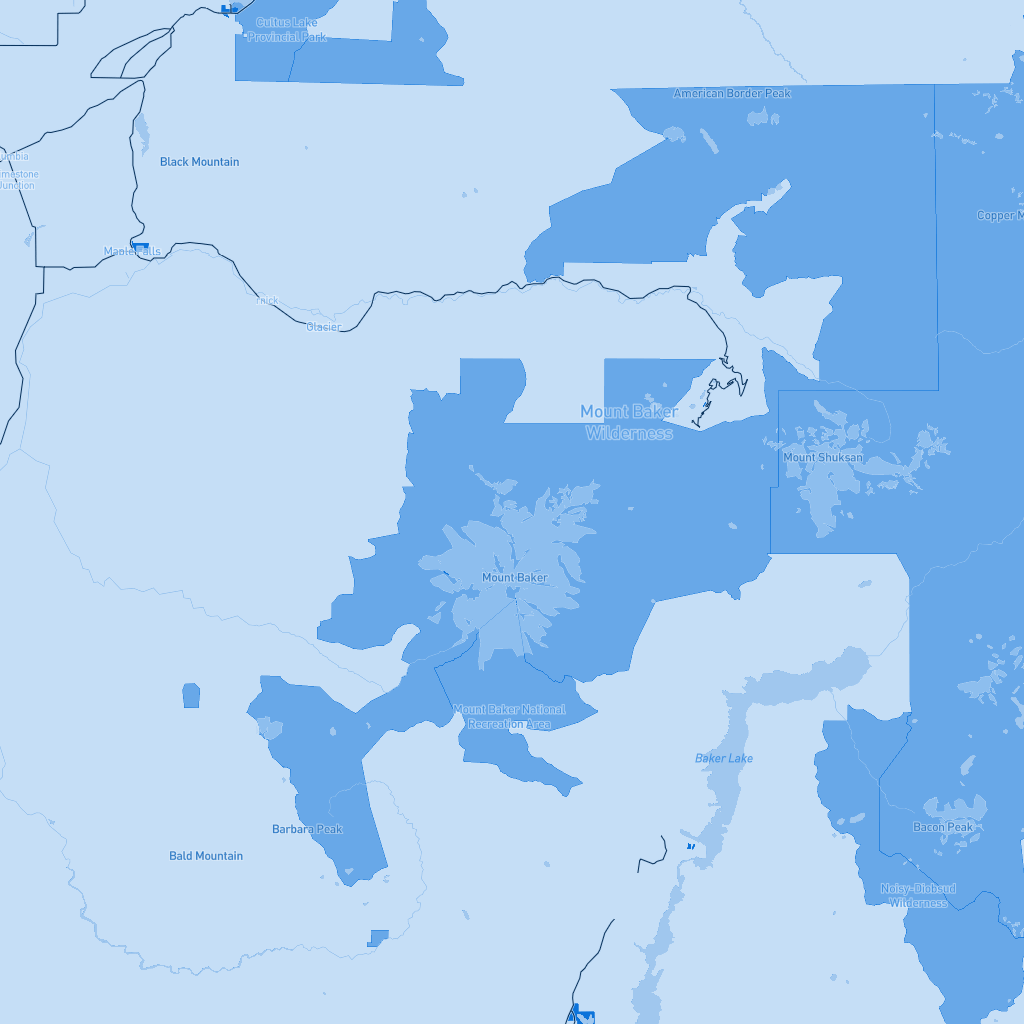 Cultus Lake
Provincial Park
American Border Peak
umbia
Black Mountain
mestone
Junction
Copper M
Maple Falls
Thick
Glacier
Mount Baker
Wilderness
Mount Shuksan
Mount Baker
Mount Baker National
Recreation Area
Baker Lake
Barbara Peak
Bacon Peak
Bald Mountain
Noisy-Diobsud
Wilderness